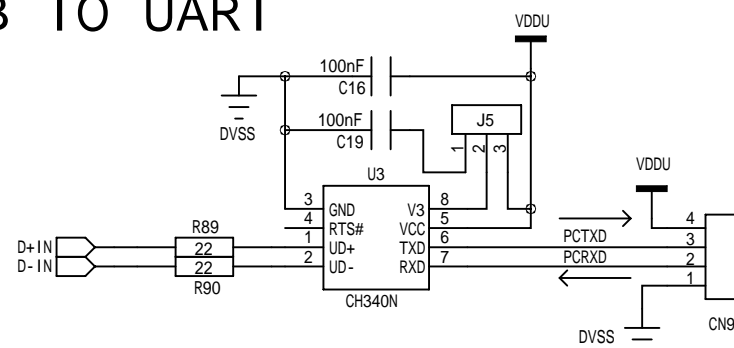 B TO UART
VDDU
100nF
C16
DVSS
100nF
C19
J5
1 2 3
U3
VDDU
3 GND V3 8
4 RTS# VCC 5
1 UD+ TXD 6
2 UD- RXD 7
CH340N
R89
22
22
R90
D+IN
D-IN
PCTXD
PCRXD
4
3
2
1
CN9
DVSS